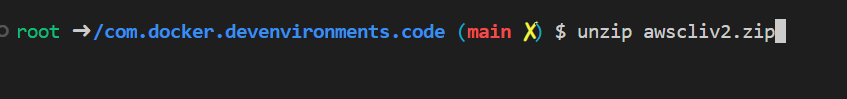 root ➜/com.docker.devenvironments.code (main ✗) $ unzip awscliv2.zip